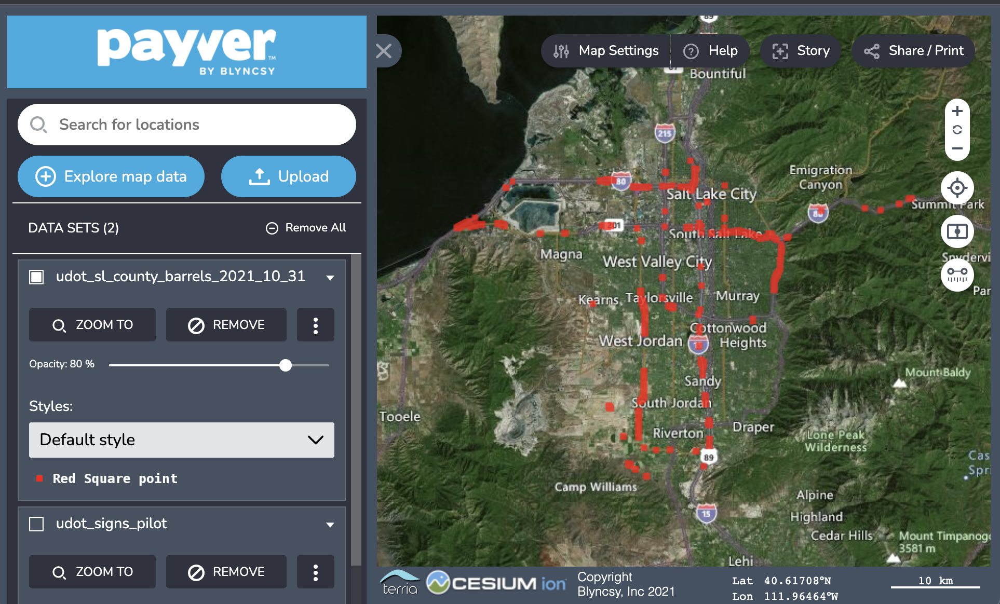 payver™
BY BLYNCSY
Search for locations
Explore map data
Upload
DATA SETS (2)
Remove All
udot_sl_county_barrels_2021_10_31
ZOOM TO
REMOVE
Opacity: 80 %
Styles:
Default style
Red Square point
udot_signs_pilot
ZOOM TO
REMOVE
Map Settings
Help
Story
Share / Print
Bountiful
215
Emigration
Canyon
80
Salt Lake City
Summit Park
201
South Salt Lake
Magna
West Valley City
Kearns
Taylorsville
Murray
Cottonwood
Heights
West Jordan
15
Mount Baldy
Sandy
South Jordan
Tooele
Riverton
Draper
Lone Peak
Wilderness
89
Camp Williams
Alpine
15
Highland
Cedar Hills
Mount Timpanog
3581 m
Lehi
terria
CESIUM ion
Copyright
Blyncsy, Inc 2021
Lat 40.61708°N
Lon 111.96464°W
10 km